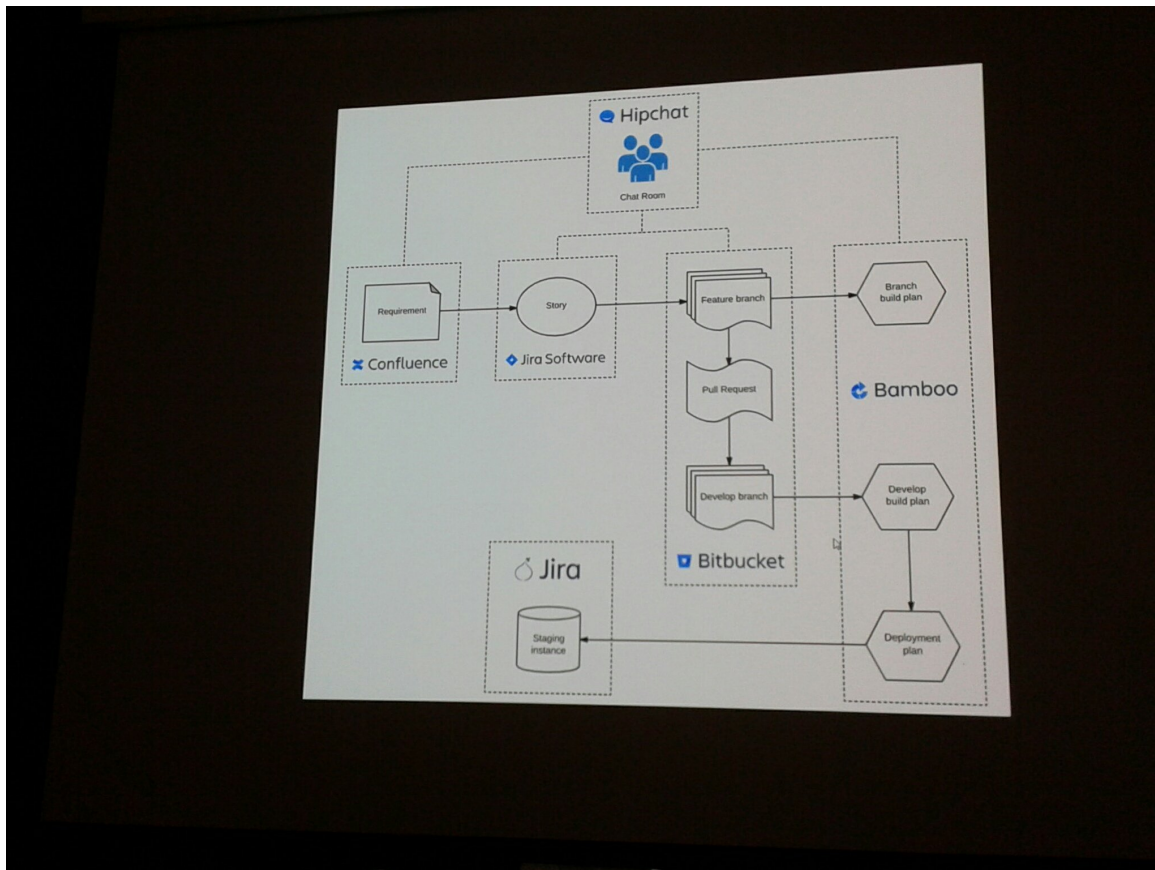 Hipchat
Chat Room
Requirement
Confluence
Story
Jira Software
Feature branch
Pull Request
Develop branch
Bitbucket
Branch
build plan
Bamboo
Develop
build plan
Deployment
plan
Jira
Staging
instance